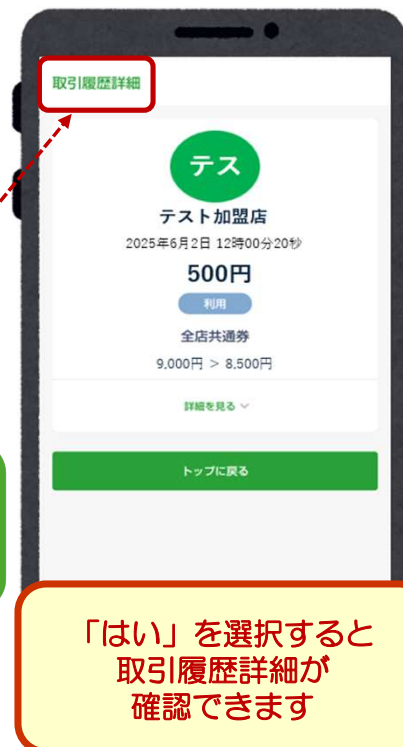 取引履歴詳細
テス
テスト加盟店
2025年6月2日 12時00分20秒
500円
利用
全店共通券
9,000円 > 8,500円
詳細を見る
トップに戻る
「はい」を選択すると
取引履歴詳細が
確認できます